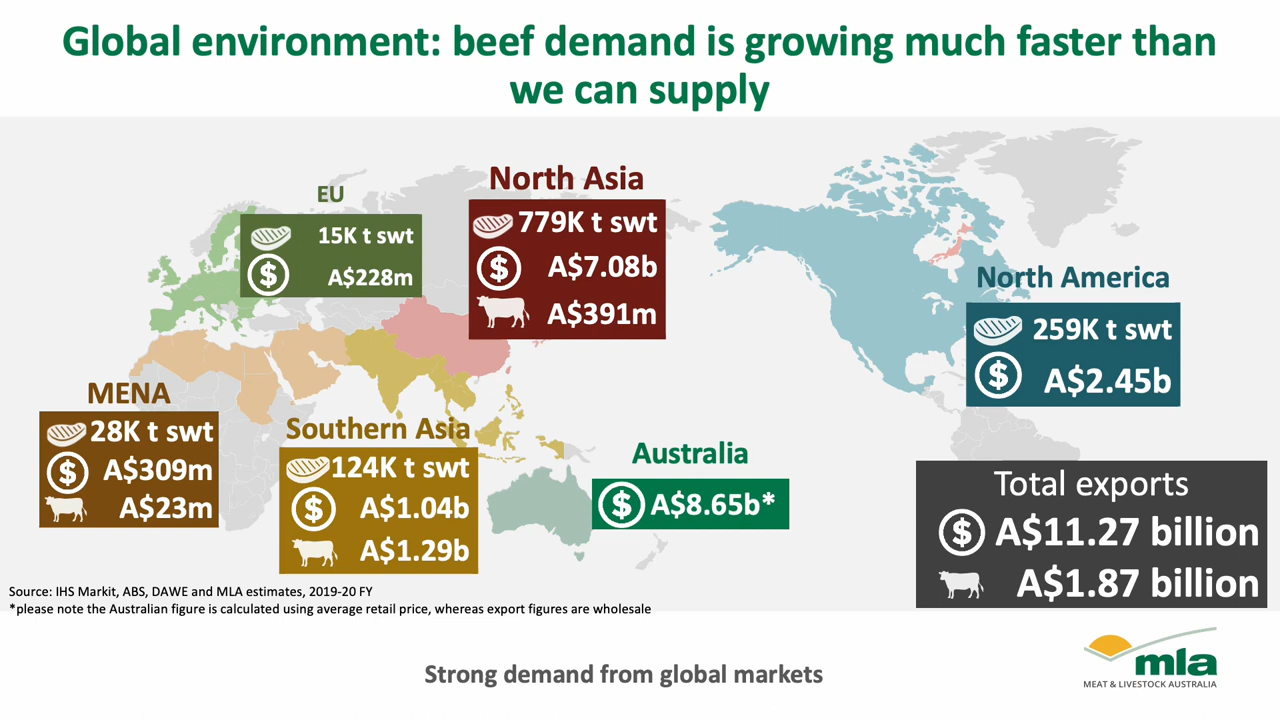 Global environment: beef demand is growing much faster than
we can supply
EU
15K t swt
$ A$228m
North Asia
779K t swt
$ A$7.08b
A$391m
North America
259K t swt
$ A$2.45b
MENA
28K t swt
$ A$309m
A$23m
Southern Asia
124K t swt
$ A$1.04b
A$1.29b
Australia
$ A$8.65b*
Total exports
$ A$11.27 billion
A$1.87 billion
Source: IHS Markit, ABS, DAWE and MLA estimates, 2019-20 FY
*please note the Australian figure is calculated using average retail price, whereas export figures are wholesale
Strong demand from global markets
mla
MEAT & LIVESTOCK AUSTRALIA